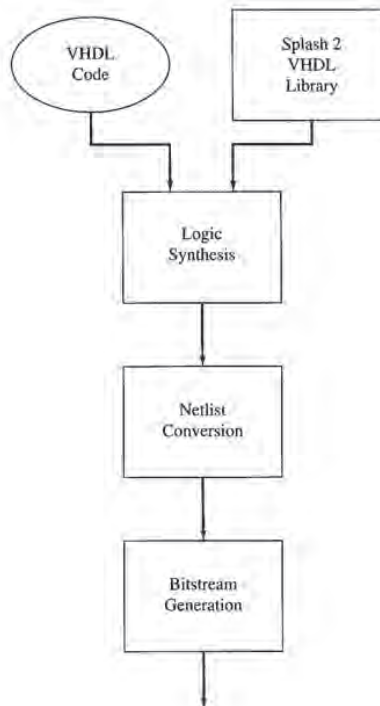 VHDL
Code
Splash 2
VHDL
Library
Logic
Synthesis
Netlist
Conversion
Bitstream
Generation